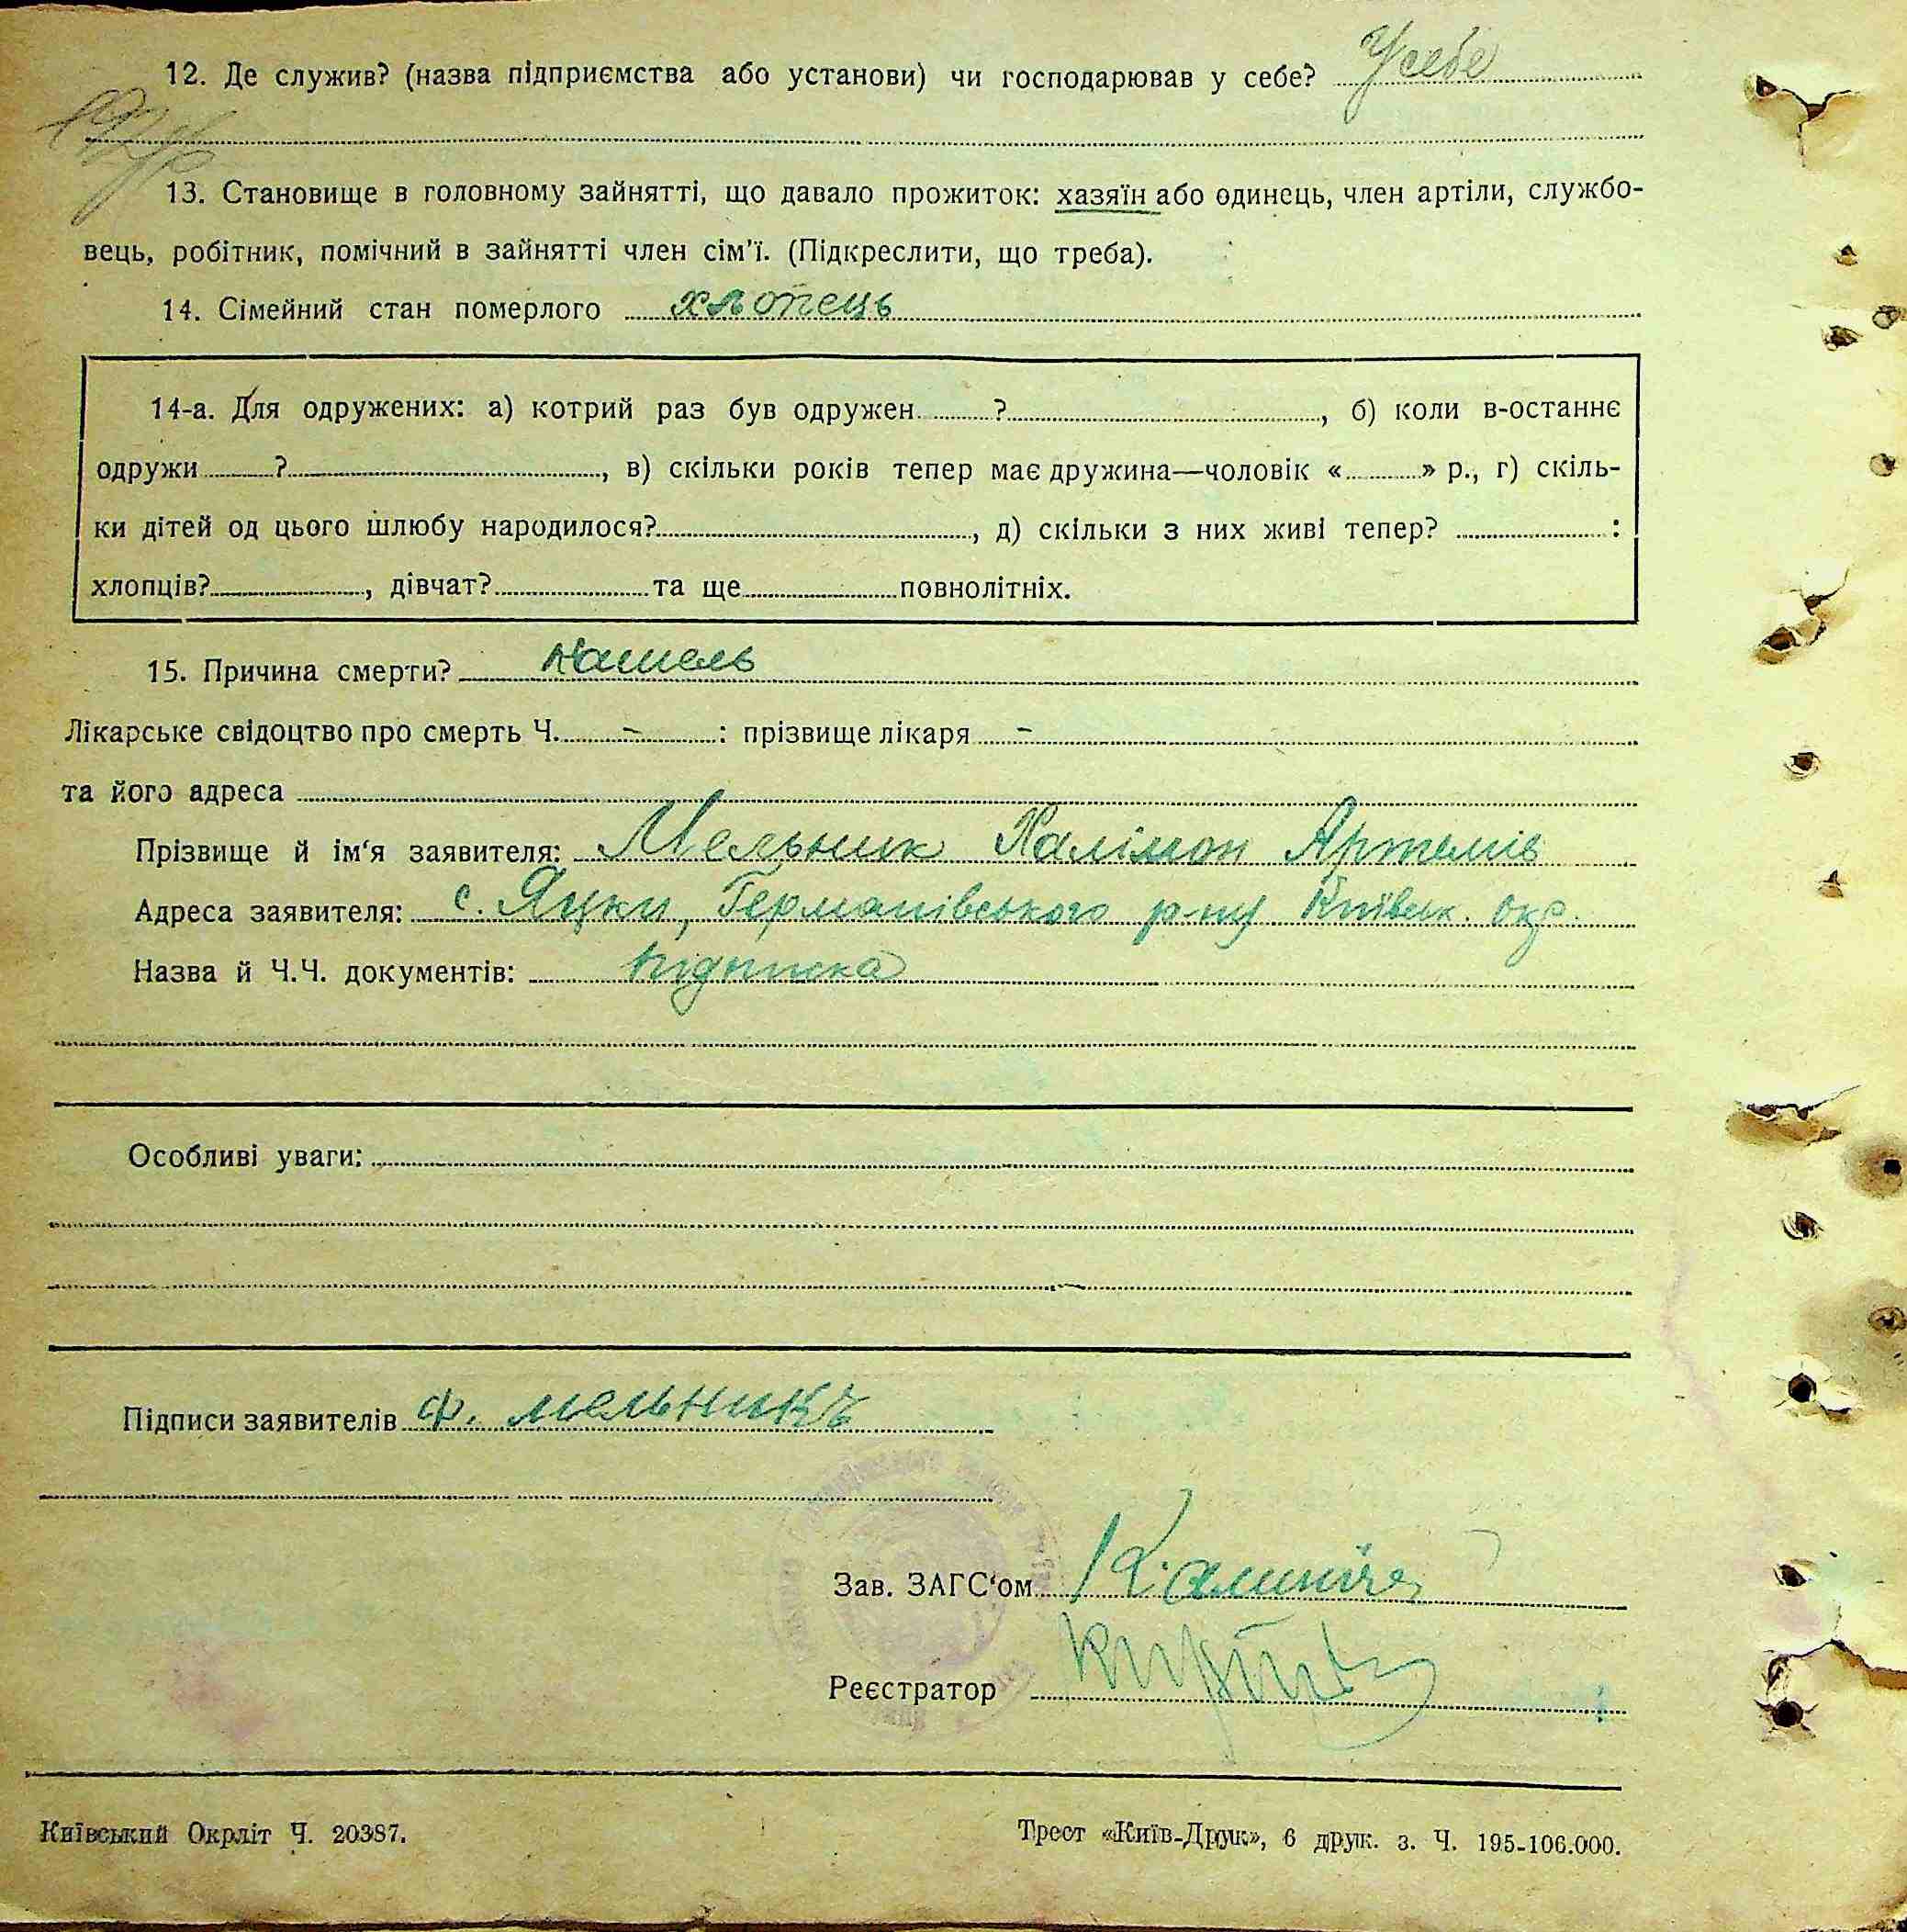 12. Де служив? (назва підприємства або установи) чи господарював у себе? У себе
13. Становище в головному зайнятті, що давало прожиток: хазяїн або одинець, член артіли, службо-
вець, робітник, помічний в зайнятті член сім'ї. (Підкреслити, що треба).
14. Сімейний стан померлого хлопець
14-а. Для одружених: а) котрий раз був одружен ? , б) коли в-останнє
одружи ? , в) скільки років тепер має дружина—чоловік « » р., г) скіль-
ки дітей од цього шлюбу народилося? , д) скільки з них живі тепер? :
хлопців? , дівчат? та ще повнолітніх.
15. Причина смерти? кашель
Лікарське свідоцтво про смерть Ч. - : прізвище лікаря -
та його адреса
Прізвище й ім'я заявителя: Мельник Халімон Артемів
Адреса заявителя: с. Яцки, Германівського р-ну Київськ. окр.
Назва й Ч.Ч. документів: підписка
Особливі уваги:
Підписи заявителів Ф. мельникъ
Зав. ЗАГС'ом
Реєстратор
Київський Окрліт Ч. 20387.
Трест «Київ-Друк», 6 друк. з. Ч. 195-106.000.